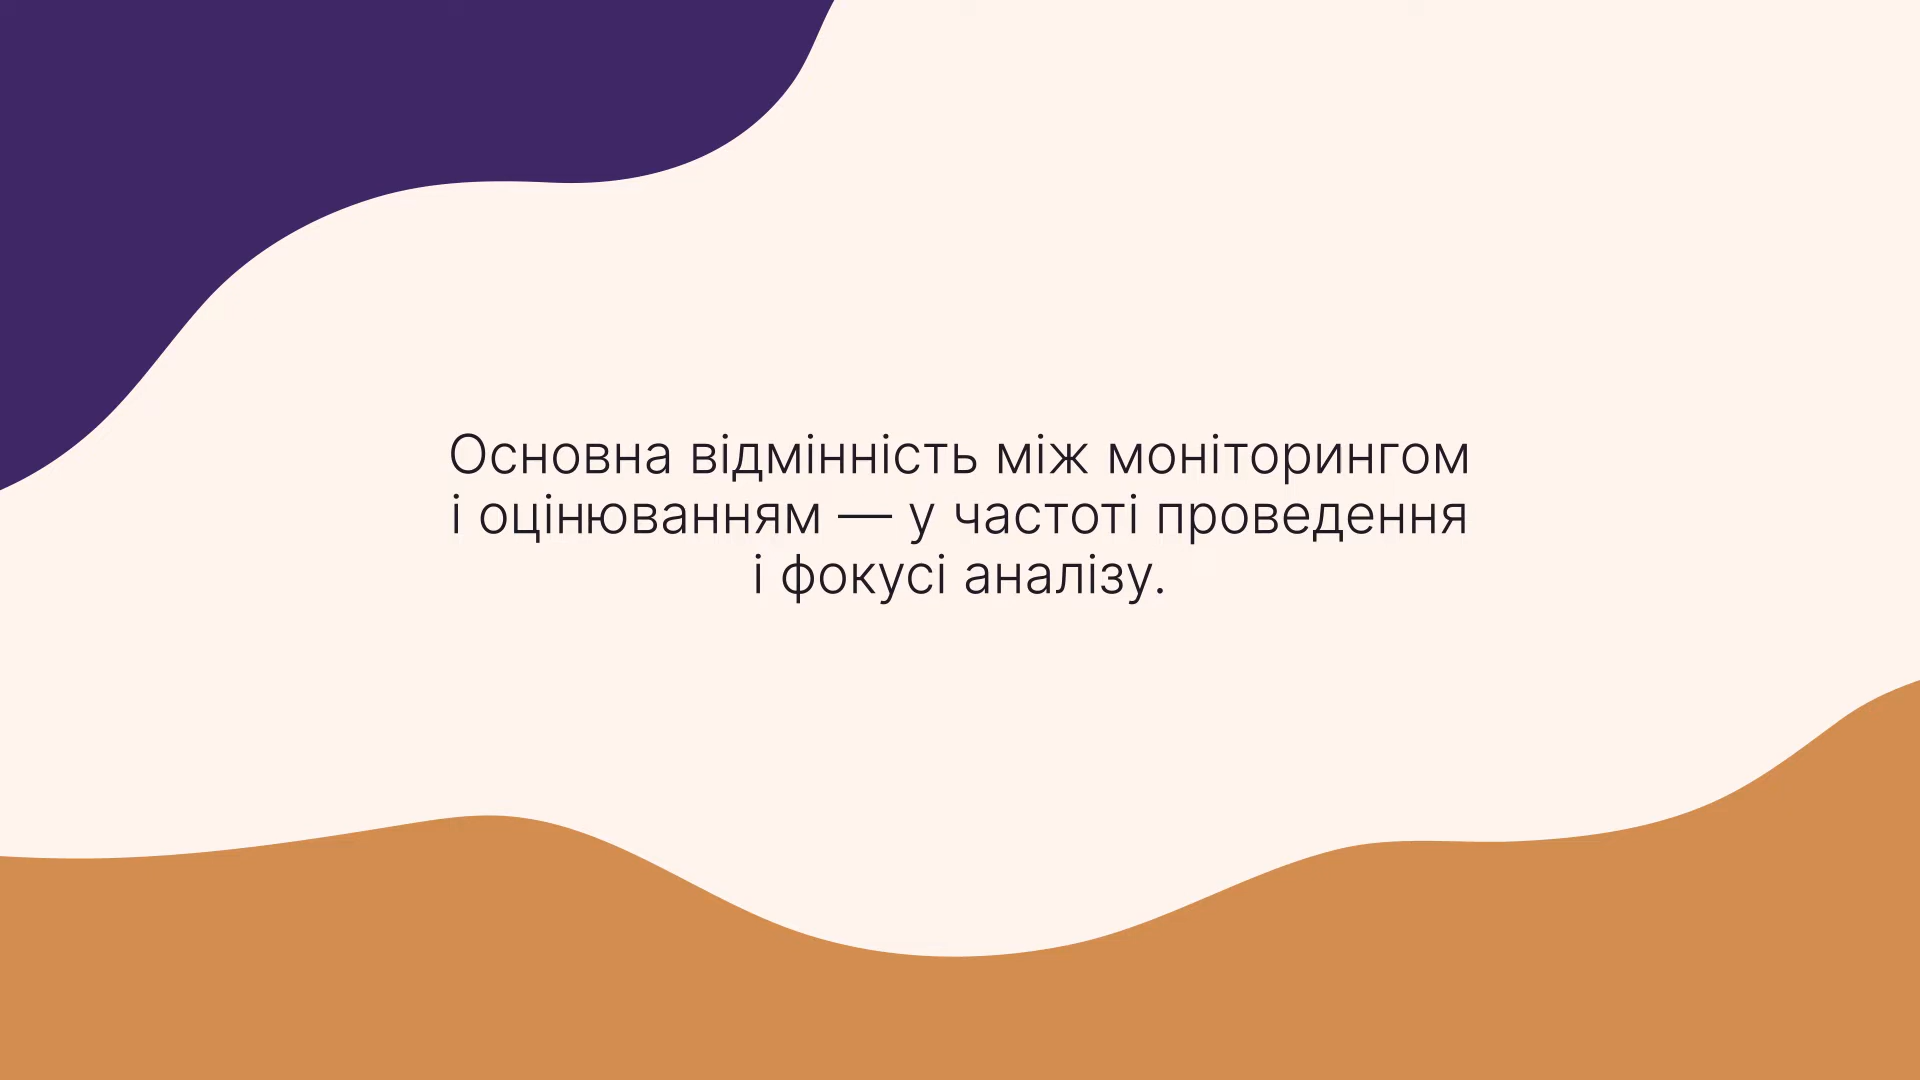 Основна відмінність між моніторингом
і оцінюванням — у частоті проведення
і фокусі аналізу.